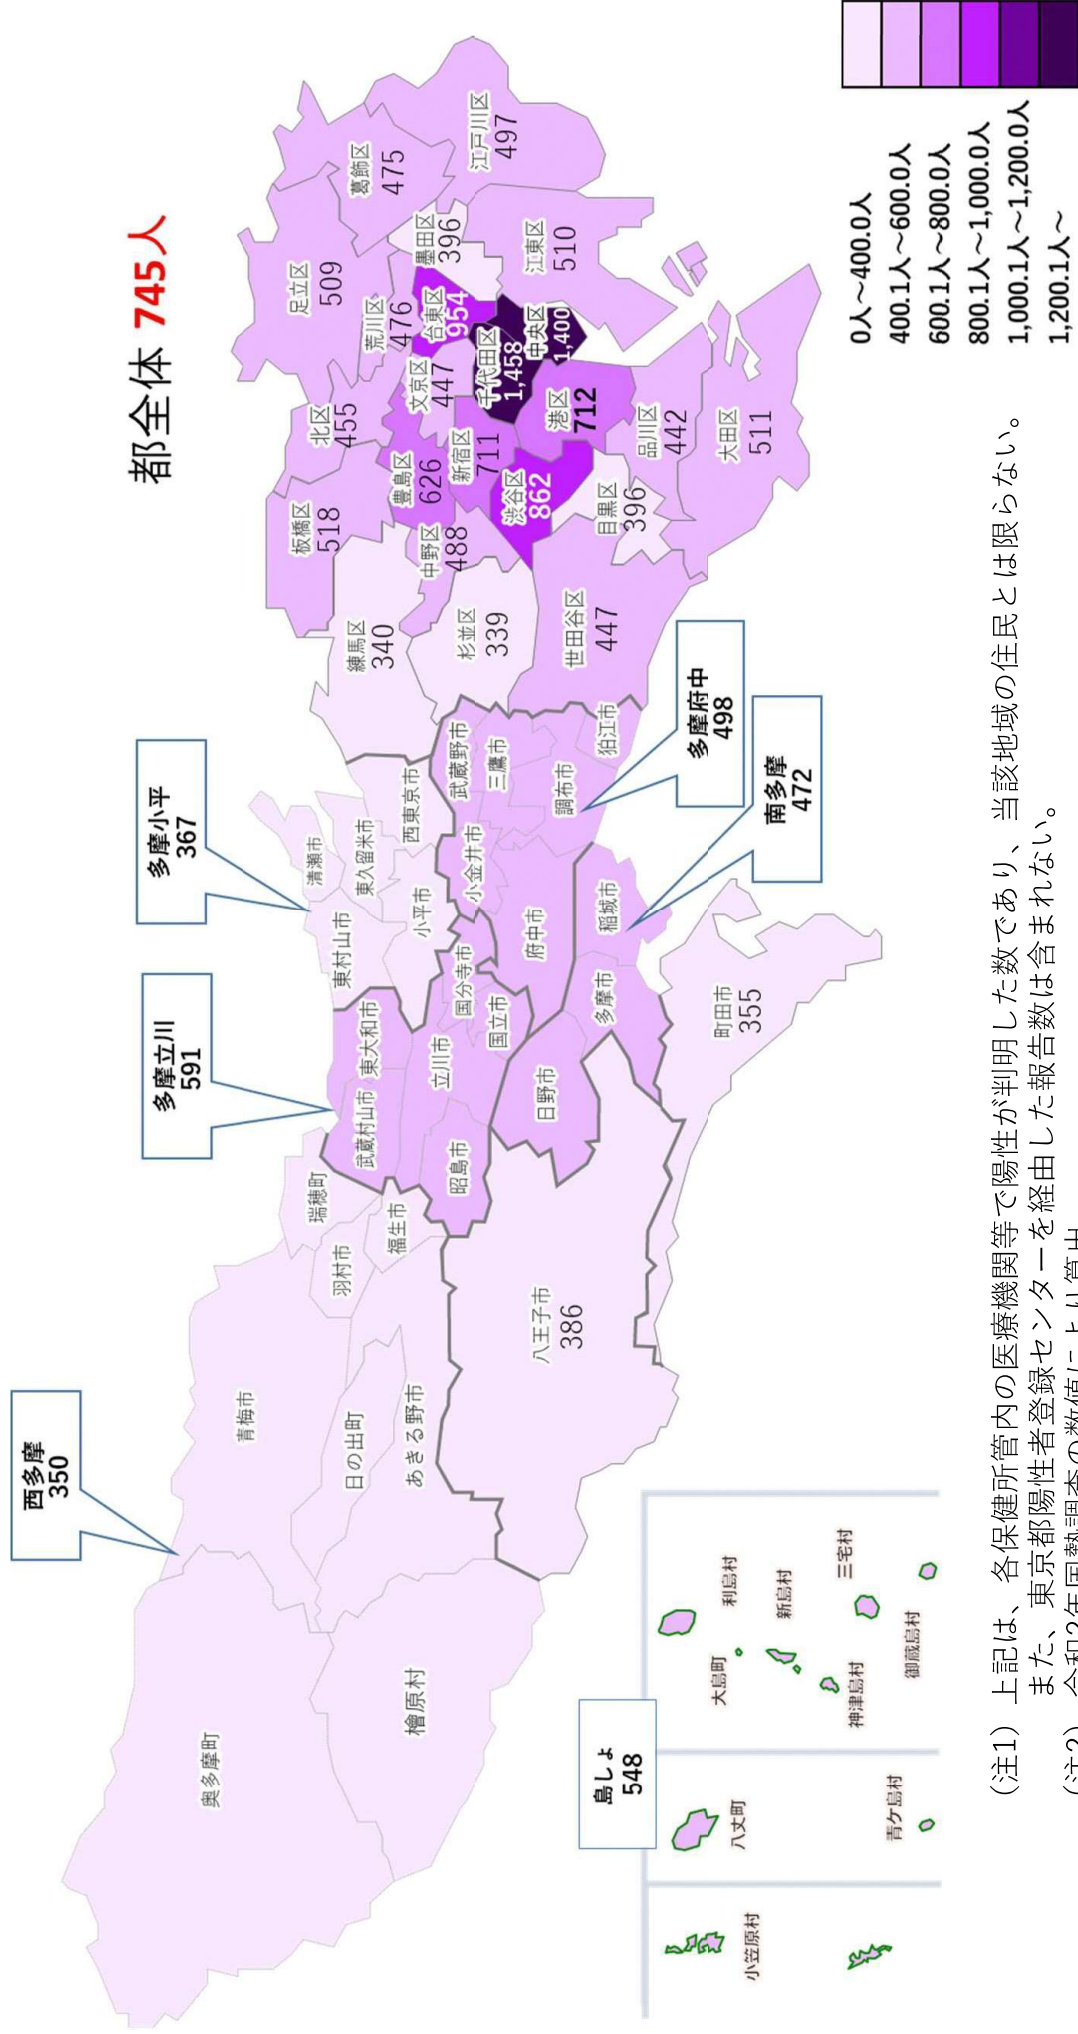 都全体 745人
西多摩
350
多摩立川
591
多摩小平
367
多摩府中
498
南多摩
472
島しょ
548
奥多摩町
檜原村
青梅市
日の出町
あきる野市
瑞穂町
羽村市
福生市
八王子市
386
町田市
355
武蔵村山市
東大和市
立川市
昭島市
国分寺市
国立市
日野市
多摩市
稲城市
東村山市
清瀬市
東久留米市
西東京市
小平市
武蔵野市
三鷹市
小金井市
府中市
調布市
狛江市
練馬区
340
杉並区
339
世田谷区
447
板橋区
518
中野区
488
豊島区
626
新宿区
711
渋谷区
862
目黒区
396
北区
455
文京区
447
千代田区
1,458
港区
712
品川区
442
大田区
511
足立区
509
荒川区
476
台東区
954
中央区
1,400
墨田区
396
江東区
510
葛飾区
475
江戸川区
497
小笠原村
八丈町
青ケ島村
大島町
利島村
新島村
神津島村
三宅村
御蔵島村
0人～400.0人
400.1人～600.0人
600.1人～800.0人
800.1人～1,000.0人
1,000.1人～1,200.0人
1,200.1人～
（注1） 上記は、各保健所管内の医療機関等で陽性が判明した数であり、当該地域の住民とは限らない。
また、東京都陽性者登録センターを経由した報告数は含まれない。
（注2） 令和2年国勢調査の数値により算出